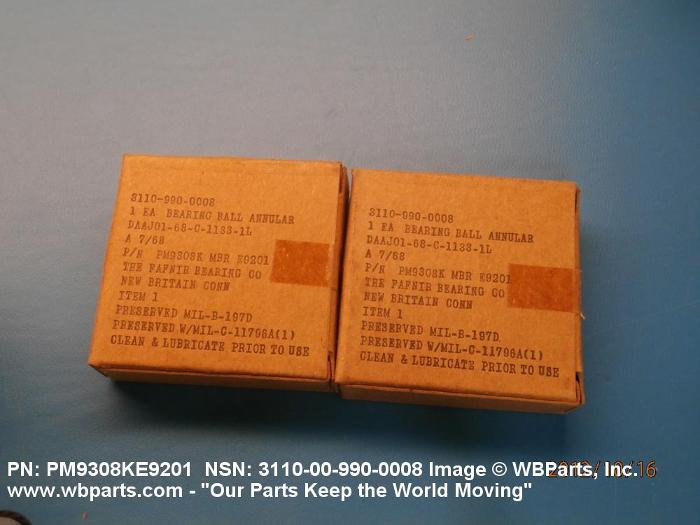 3110-990-0008
1 EA BEARING BALL ANNULAR
DAAJ01-68-C-1133-1L
A 7/68
P/N PM9308K MBR E9201
THE FAFNIR BEARING CO
NEW BRITAIN CONN
ITEM 1
PRESERVED MIL-B-197D
PRESERVED W/MIL-C-11796A(1)
CLEAN & LUBRICATE PRIOR TO USE
3110-990-0008
1 EA BEARING BALL ANNULAR
DAAJ01-68-C-1133-1L
A 7/68
P/N PM9308K MBR E9201
THE FAFNIR BEARING CO
NEW BRITAIN CONN
ITEM 1
PRESERVED MIL-B-197D
PRESERVED W/MIL-C-11796A(1)
CLEAN & LUBRICATE PRIOR TO USE
PN: PM9308KE9201 NSN: 3110-00-990-0008 Image © WBParts, Inc.
www.wbparts.com - "Our Parts Keep the World Moving"